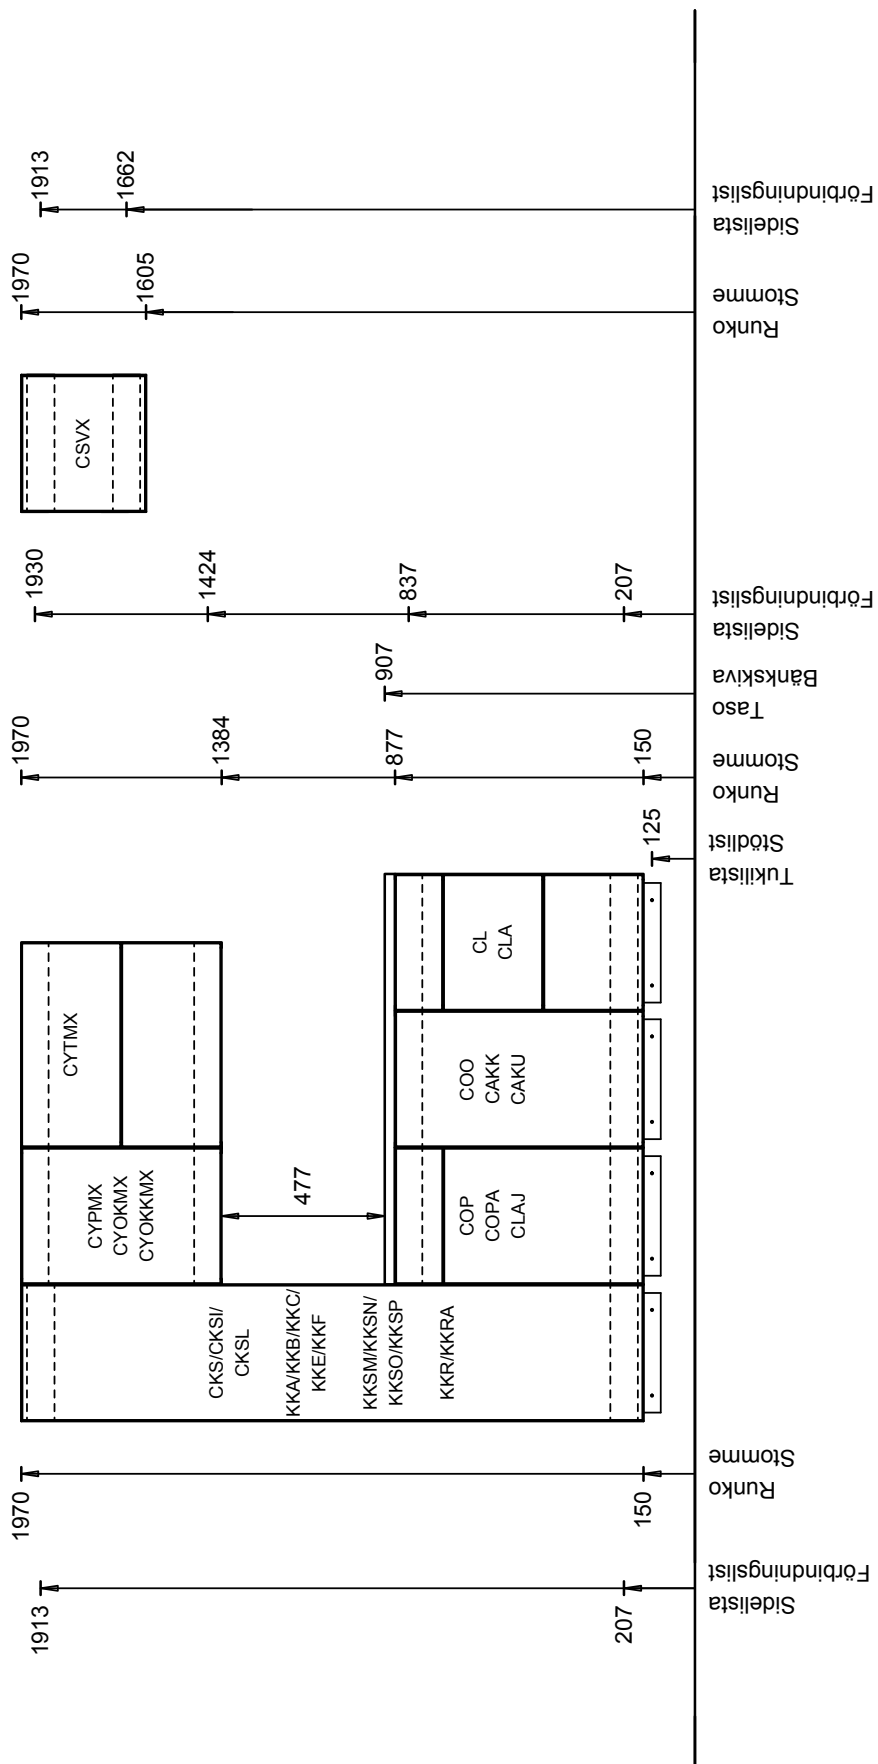 1913
1662
Sidelista
Förbindningslist
1970
1605
Runko
Stomme
CSVX
1930
1424
837
207
Sidelista
Förbindningslist
907
Taso
Bänkskiva
1970
1384
877
150
Runko
Stomme
125
Tukilista
Stödlist
CYTMX
CL
CLA
COO
CAKK
CAKU
CYPMX
CYOKMX
CYOKKMX
477
COP
COPA
CLAJ
CKS/CKSI/
CKSL
KKA/KKB/KKC/
KKE/KKF
KKSM/KKSN/
KKSO/KKSP
KKR/KKRA
1970
150
Runko
Stomme
1913
207
Sidelista
Förbindningslist